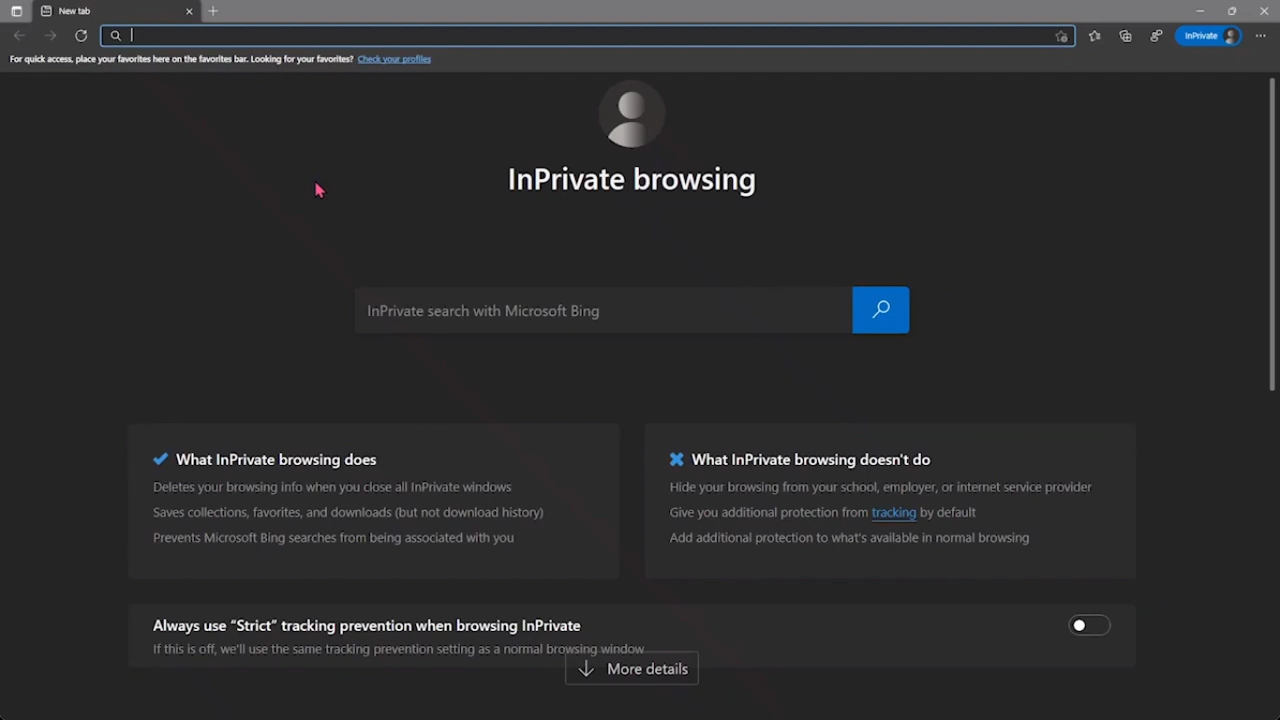 New tab
InPrivate
For quick access, place your favorites here on the favorites bar. Looking for your favorites? Check your profiles
InPrivate browsing
InPrivate search with Microsoft Bing
What InPrivate browsing does
Deletes your browsing info when you close all InPrivate windows
Saves collections, favorites, and downloads (but not download history)
Prevents Microsoft Bing searches from being associated with you
What InPrivate browsing doesn't do
Hide your browsing from your school, employer, or internet service provider
Give you additional protection from tracking by default
Add additional protection to what's available in normal browsing
Always use “Strict” tracking prevention when browsing InPrivate
If this is off, we'll use the same tracking prevention setting as a normal browsing window
More details